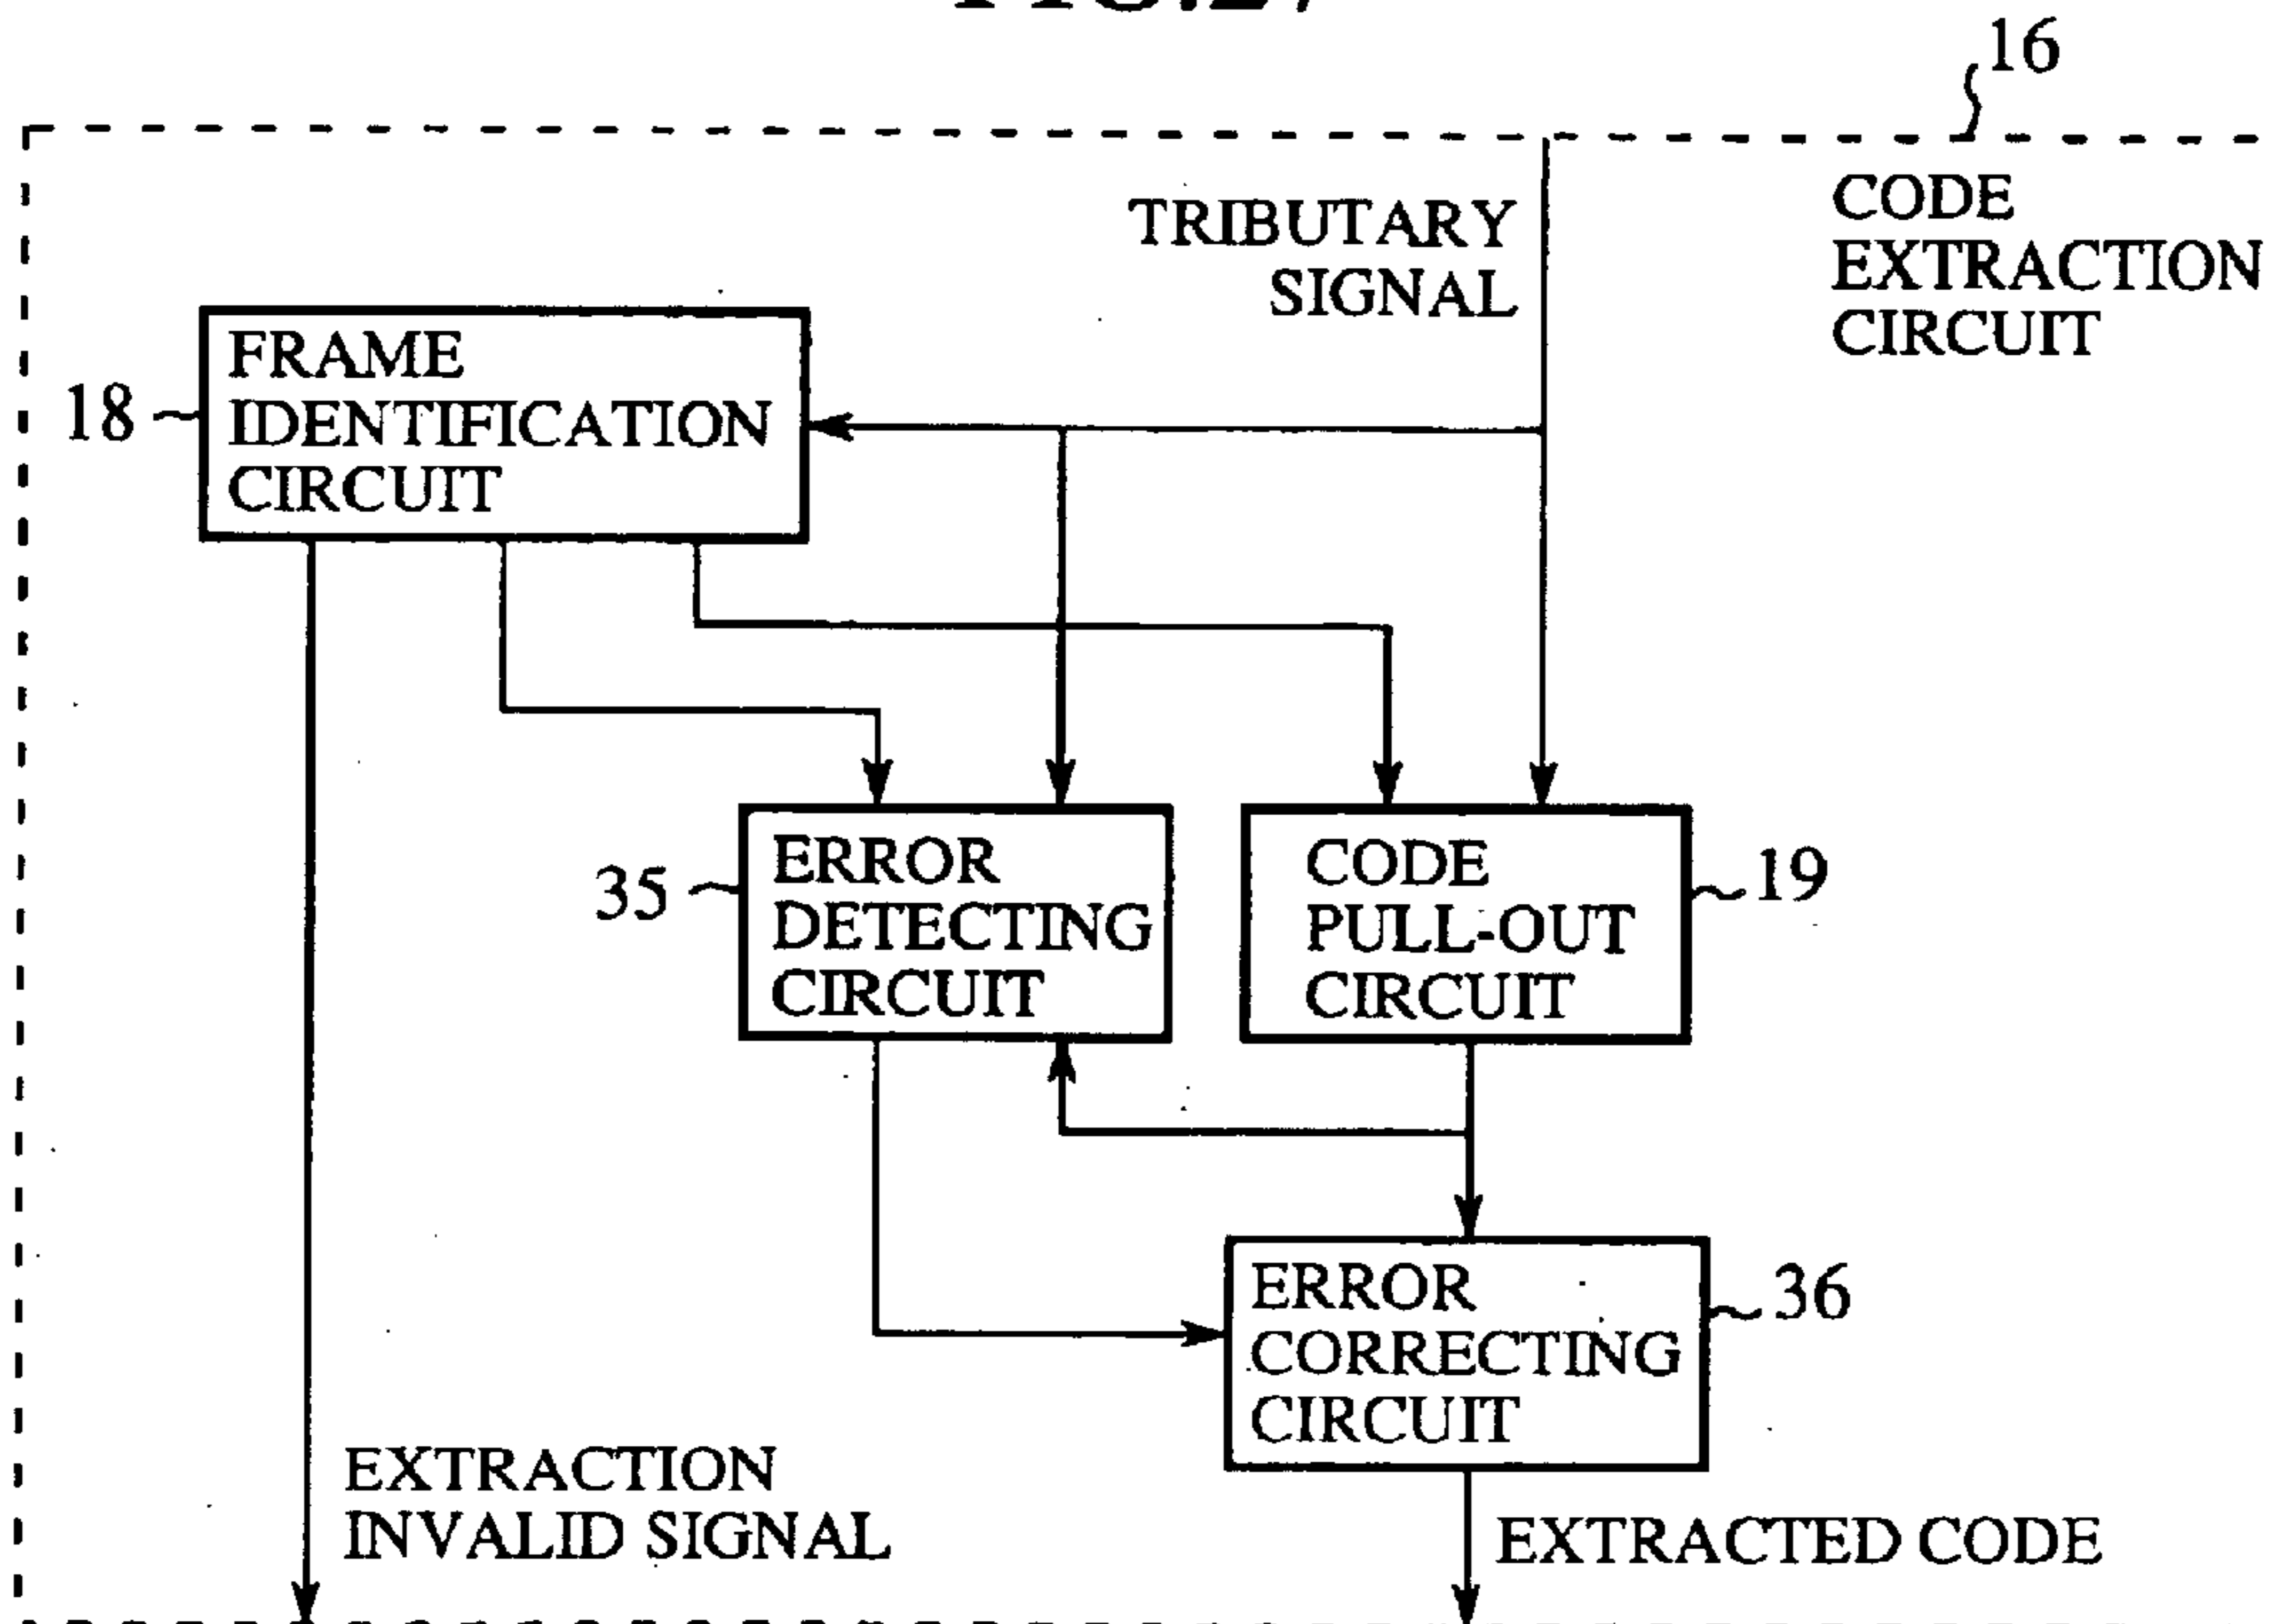 16
CODE
EXTRACTION
CIRCUIT
TRIBUTARY
SIGNAL
FRAME
IDENTIFICATION
CIRCUIT
18
ERROR
DETECTING
CIRCUIT
35
CODE
PULL-OUT
CIRCUIT
19
ERROR
CORRECTING
CIRCUIT
36
EXTRACTION
INVALID SIGNAL
EXTRACTED CODE